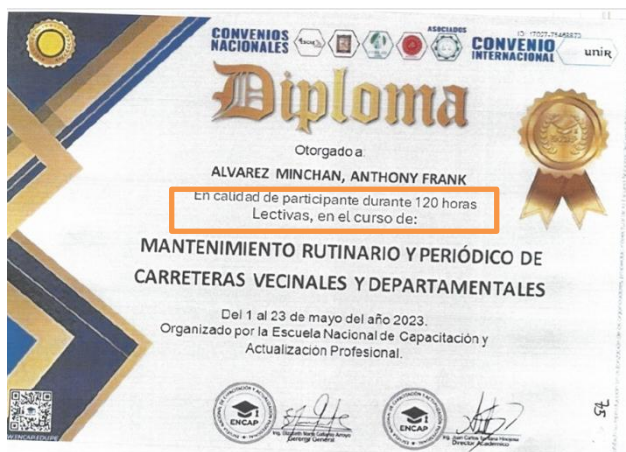 CONVENIOS
NACIONALES
ASOCIADOS
CONVENIO
INTERNACIONAL
unir
Diploma
Otorgado a:
ALVAREZ MINCHAN, ANTHONY FRANK
En calidad de participante durante 120 horas
Lectivas, en el curso de:
MANTENIMIENTO RUTINARIO Y PERIÓDICO DE
CARRETERAS VECINALES Y DEPARTAMENTALES
Del 1 al 23 de mayo del año 2023.
Organizado por la Escuela Nacional de Capacitación y
Actualización Profesional.
ENCAP
ENCAP
Gerente General
Director Académico
54